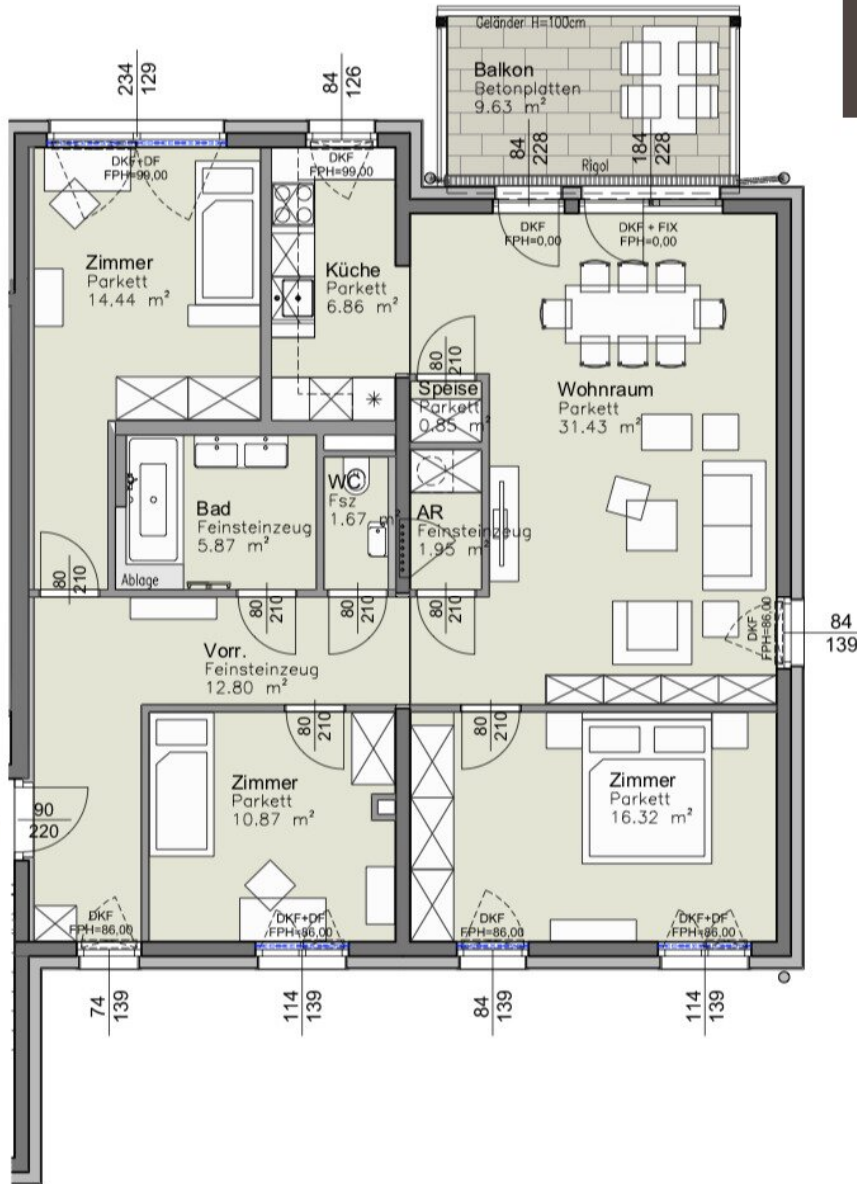 Geländer H=100cm
Balkon
Betonplatten
9.63 m²
84
228
184
228
Rigol
234
129
84
126
DKF+DF
FPH=99,00
DKF
FPH=99,00
DKF
FPH=0,00
DKF + FIX
FPH=0,00
Zimmer
Parkett
14.44 m²
Küche
Parkett
6.86 m²
80
210
Speise
Parkett
0.85 m²
Wohnraum
Parkett
31.43 m²
Bad
Feinsteinzeug
5.87 m²
Ablage
WC
Fsz
1.67 m²
AR
Feinsteinzeug
1.95 m²
80
210
80
210
80
210
80
210
DKF
FPH=86,00
84
139
Vorr.
Feinsteinzeug
12.80 m²
80
210
80
210
Zimmer
Parkett
10.87 m²
Zimmer
Parkett
16.32 m²
90
220
DKF
FPH=86,00
DKF+DF
FPH=86,00
DKF
FPH=86,00
DKF+DF
FPH=86,00
74
139
114
139
84
139
114
139